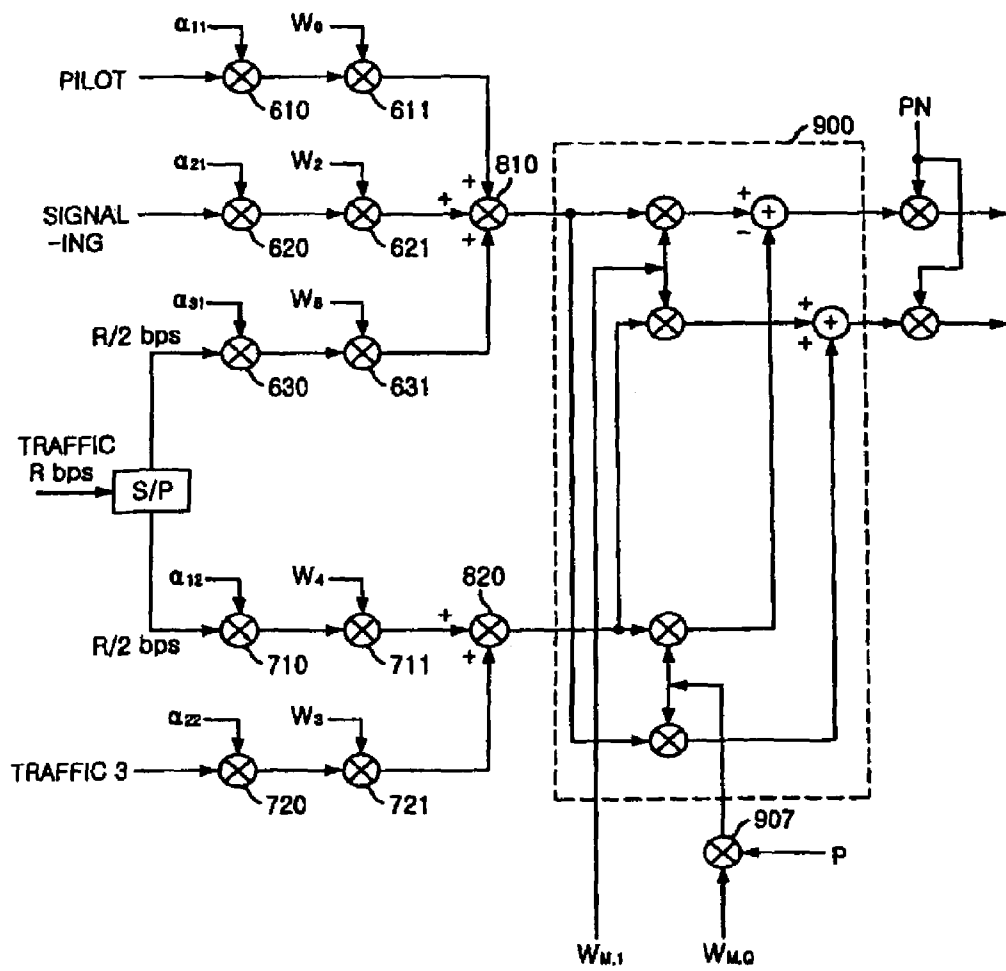 α11
W0
PILOT
610
611
PN
900
α21
W2
+
810
SIGNAL
-ING
+
+
+
-
620
621
α31
W8
R/2 bps
+
+
630
631
TRAFFIC
R bps
S/P
α12
W4
820
R/2 bps
+
+
710
711
α22
W3
TRAFFIC 3
720
721
907
P
WM,1
WM,Q